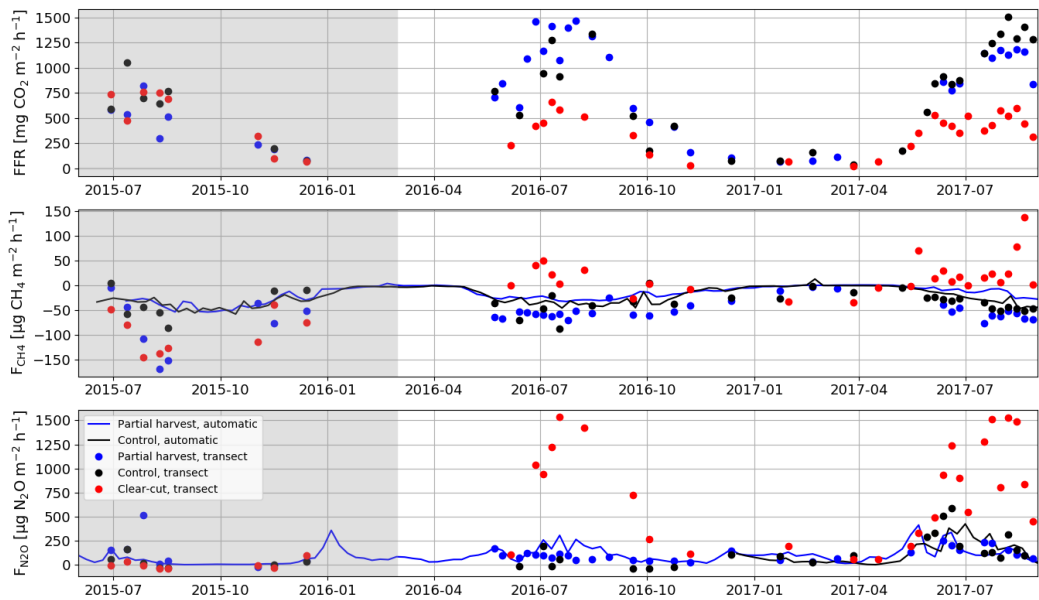 FFR [mg CO₂ m⁻² h⁻¹]
1500
1250
1000
750
500
250
0
2015-07 2015-10 2016-01 2016-04 2016-07 2016-10 2017-01 2017-04 2017-07
F_CH4 [µg CH₄ m⁻² h⁻¹]
150
100
50
0
−50
−100
−150
2015-07 2015-10 2016-01 2016-04 2016-07 2016-10 2017-01 2017-04 2017-07
F_N2O [µg N₂O m⁻² h⁻¹]
1500
1250
1000
750
500
250
0
Partial harvest, automatic
Control, automatic
Partial harvest, transect
Control, transect
Clear-cut, transect
2015-07 2015-10 2016-01 2016-04 2016-07 2016-10 2017-01 2017-04 2017-07